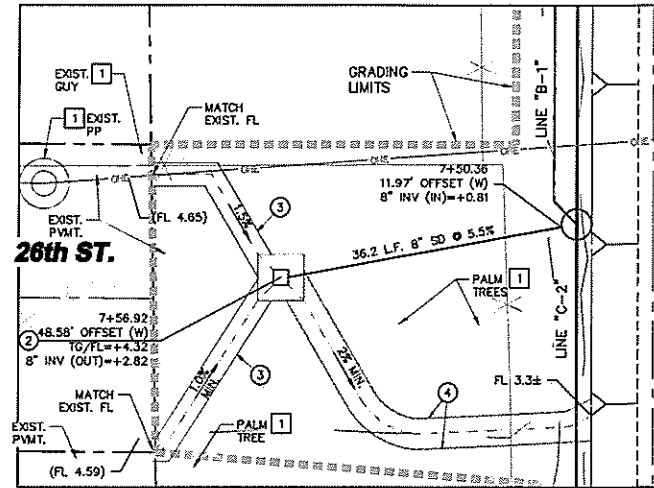 EXIST. 1
GUY
1 EXIST.
PP
MATCH
EXIST. FL
GRADING
LIMITS
LINE "B-1"
OHE
OHE
OHE
(FL 4.65)
EXIST.
PVMT.
1.5%
3
7+50.36
11.97' OFFSET (W)
8" INV (IN)=+0.81
36.2 L.F. 8" SD @ 5.5%
26th ST.
PALM 1
TREES
LINE "C-2"
7+56.92
2 48.58' OFFSET (W)
TG/FL=+4.32
8" INV (OUT)=+2.82
1.0%
MIN.
3
2% MIN.
FL 3.3±
4
MATCH
EXIST. FL
EXIST.
PVMT.
(FL 4.59)
PALM 1
TREE